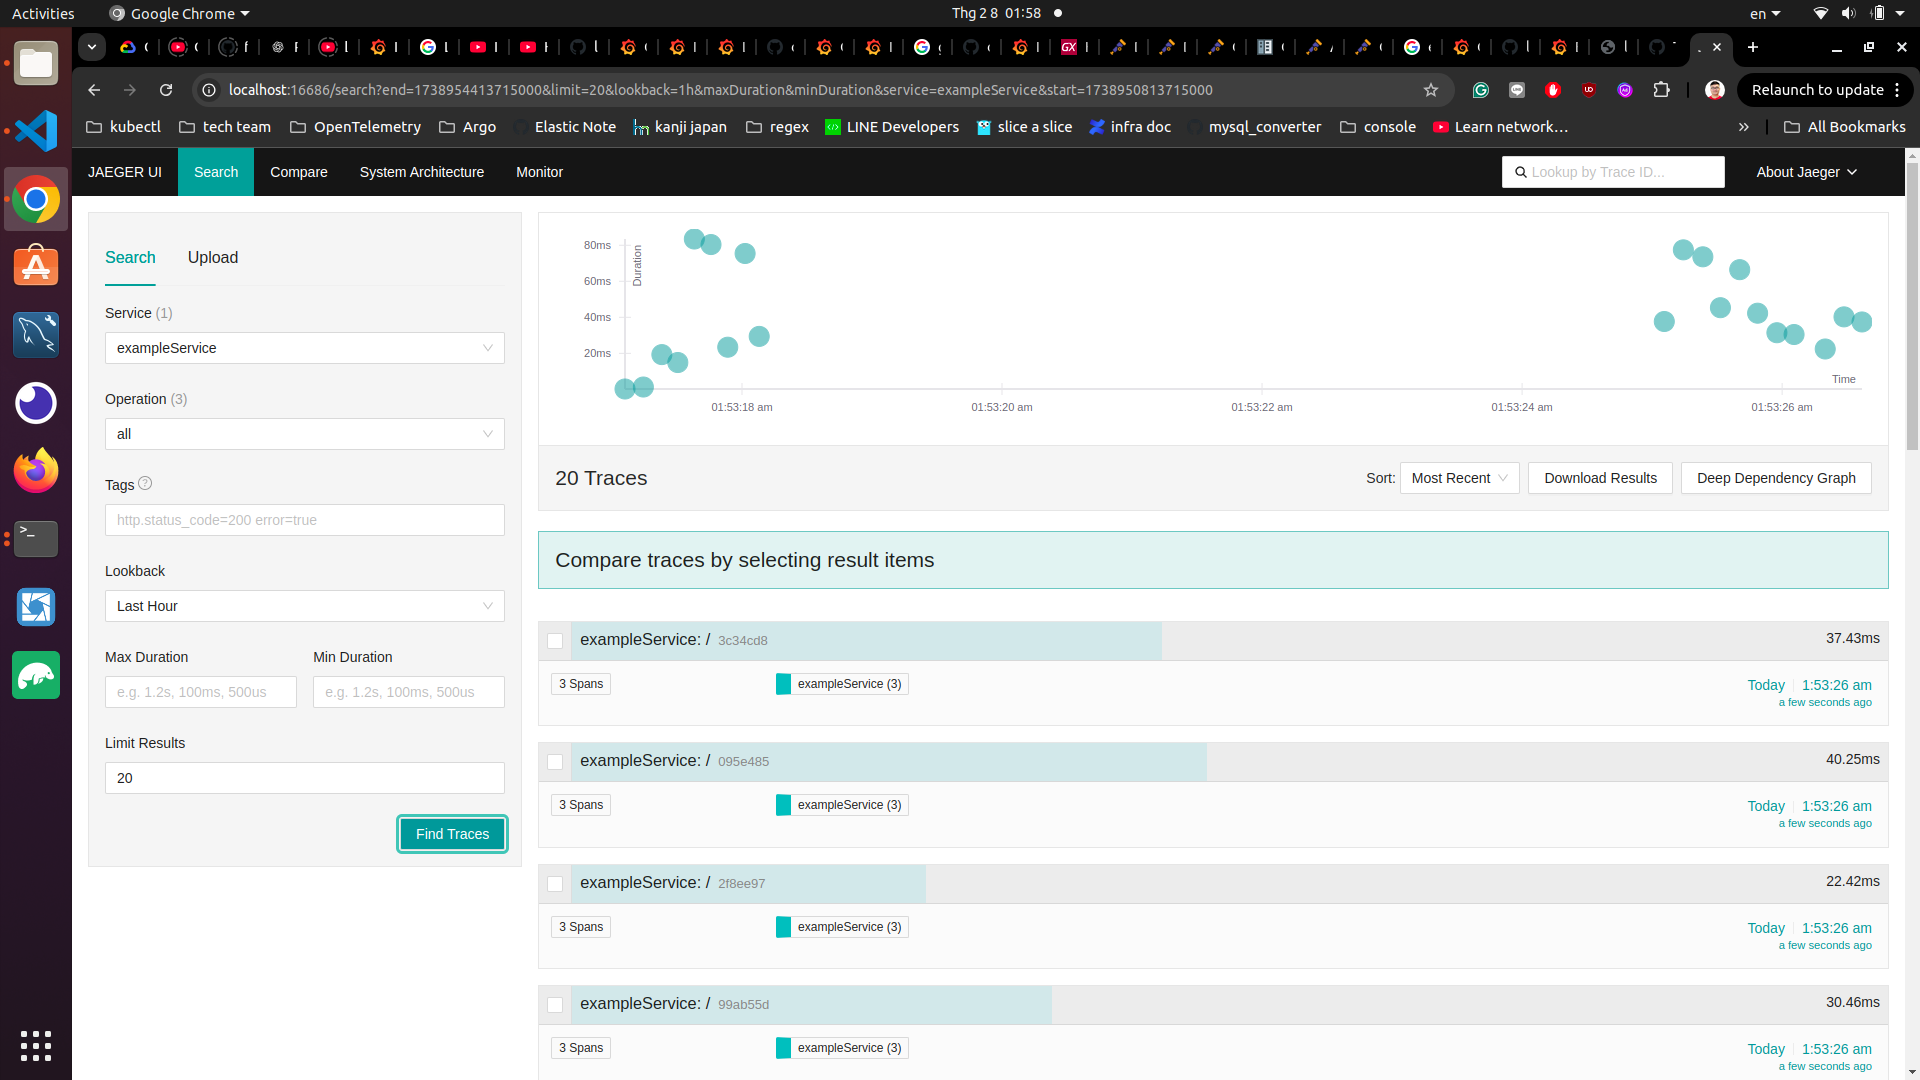 Activities
Google Chrome
Thg 2 8 01:58
en
localhost:16686/search?end=1738954413715000&limit=20&lookback=1h&maxDuration&minDuration&service=exampleService&start=1738950813715000
Relaunch to update
kubectl
tech team
OpenTelemetry
Argo
Elastic Note
kanji japan
regex
LINE Developers
slice a slice
infra doc
mysql_converter
console
Learn network…
All Bookmarks
JAEGER UI
Search
Compare
System Architecture
Monitor
Lookup by Trace ID...
About Jaeger
Search
Upload
Service (1)
exampleService
Operation (3)
all
Tags
http.status_code=200 error=true
Lookback
Last Hour
Max Duration
Min Duration
e.g. 1.2s, 100ms, 500us
e.g. 1.2s, 100ms, 500us
Limit Results
20
Find Traces
80ms
60ms
40ms
20ms
Duration
Time
01:53:18 am
01:53:20 am
01:53:22 am
01:53:24 am
01:53:26 am
20 Traces
Sort:
Most Recent
Download Results
Deep Dependency Graph
Compare traces by selecting result items
exampleService: / 3c34cd8
37.43ms
3 Spans
exampleService (3)
Today 1:53:26 am
a few seconds ago
exampleService: / 095e485
40.25ms
3 Spans
exampleService (3)
Today 1:53:26 am
a few seconds ago
exampleService: / 2f8ee97
22.42ms
3 Spans
exampleService (3)
Today 1:53:26 am
a few seconds ago
exampleService: / 99ab55d
30.46ms
3 Spans
exampleService (3)
Today 1:53:26 am
a few seconds ago